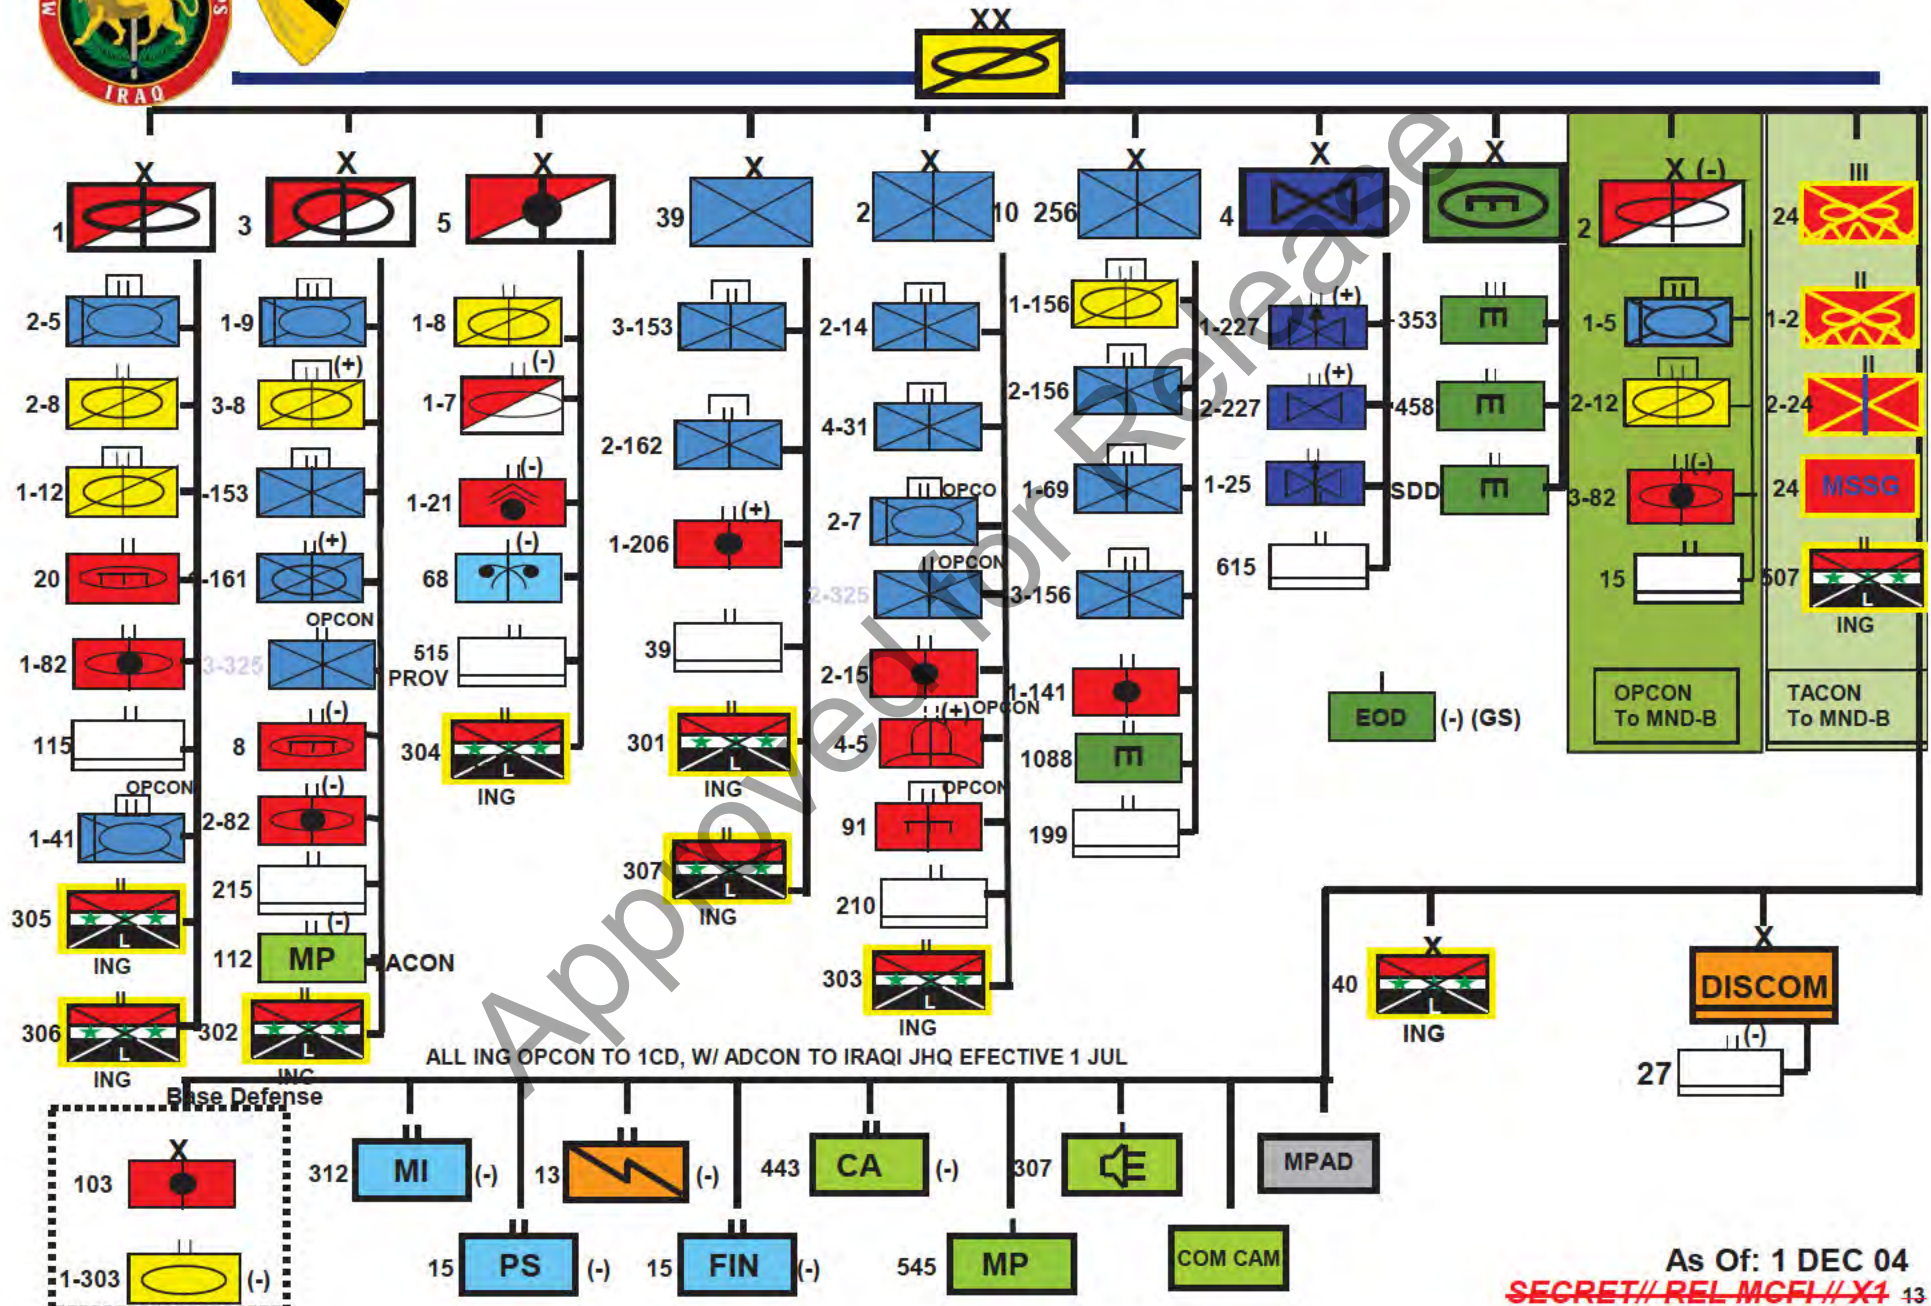 IRAQ
XX
X
X
X
X
X
X
X
X
X (-)
III
1
3
5
39
2
10
256
4
2
24
2-5
2-8
1-12
20
1-82
115
OPCON
1-41
305
L
ING
306
L
ING
1-9
3-8
(+)
-153
-161
(+)
OPCON
3-325
8
(-)
2-82
(-)
215
112
(-)
MP
ACON
302
L
ING
1-8
1-7
(-)
1-21
(-)
68
(-)
515
PROV
304
L
ING
3-153
2-162
1-206
(+)
39
301
L
ING
307
L
ING
2-14
4-31
2-7
OPCO
2-325
OPCON
2-15
4-5
(+)
OPCON
91
OPCON
210
303
L
ING
1-156
2-156
1-69
3-156
1-141
1088
E
199
1-227
(+)
2-227
(+)
1-25
615
E
353
E
458
E
SDD
E
EOD
(-) (GS)
1-5
2-12
3-82
(-)
15
OPCON
To MND-B
II
1-2
II
2-24
24
MSSG
II
507
L
ING
TACON
To MND-B
Approved for Release
X
40
L
ING
X
DISCOM
(-)
27
ALL ING OPCON TO 1CD, W/ ADCON TO IRAQI JHQ EFECTIVE 1 JUL
Base Defense
X
103
1-303
(-)
312
MI
(-)
15
PS
(-)
13
(-)
15
FIN
(-)
443
CA
(-)
545
MP
307
COM CAM
MPAD
As Of: 1 DEC 04
SECRET// REL MCFI // X1
13